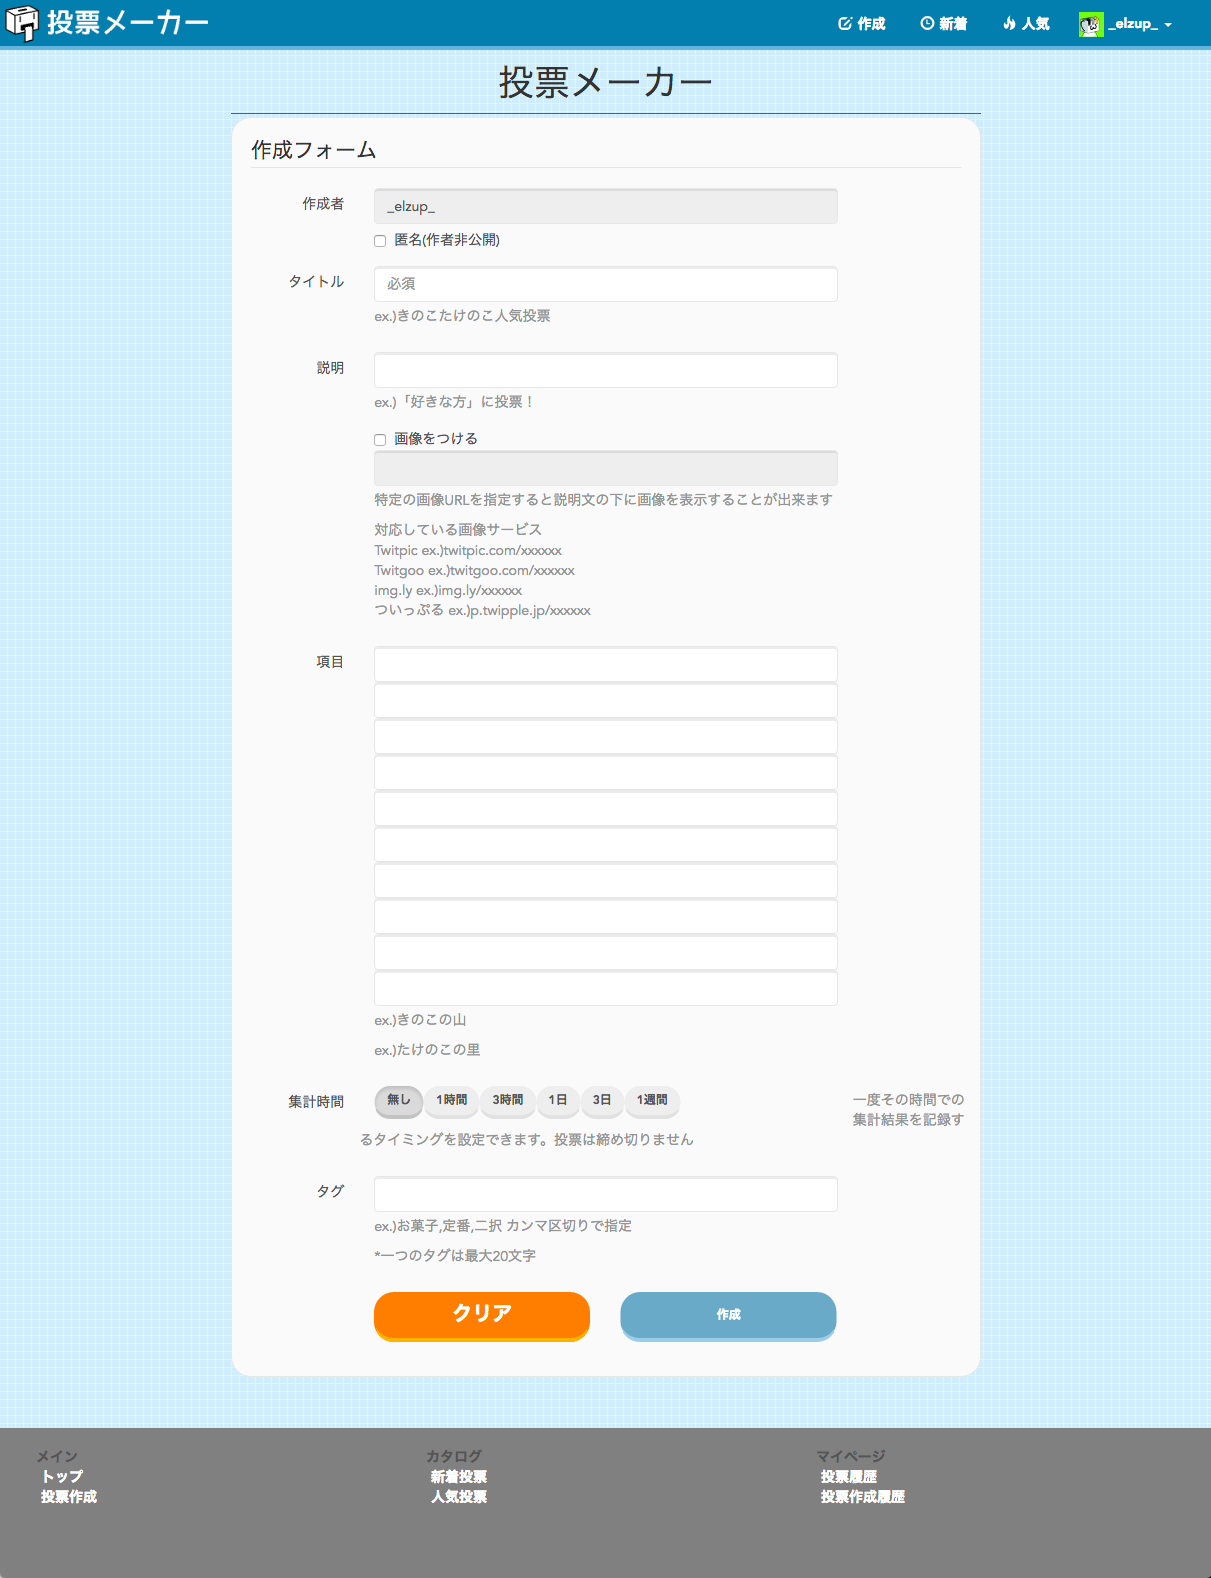 投票メーカー
作成
新着
人気
_elzup_
投票メーカー
作成フォーム
作成者
_elzup_
匿名(作者非公開)
タイトル
必須
ex.)きのこたけのこ人気投票
説明
ex.)「好きな方」に投票！
画像をつける
特定の画像URLを指定すると説明文の下に画像を表示することが出来ます
対応している画像サービス
Twitpic ex.)twitpic.com/xxxxxx
Twitgoo ex.)twitgoo.com/xxxxxx
img.ly ex.)img.ly/xxxxxx
ついっぷる ex.)p.twipple.jp/xxxxxx
項目
ex.)きのこの山
ex.)たけのこの里
集計時間
無し
1時間
3時間
1日
3日
1週間
一度その時間での
集計結果を記録す
るタイミングを設定できます。投票は締め切りません
タグ
ex.)お菓子,定番,二択 カンマ区切りで指定
*一つのタグは最大20文字
クリア
作成
メイン
トップ
投票作成
カタログ
新着投票
人気投票
マイページ
投票履歴
投票作成履歴